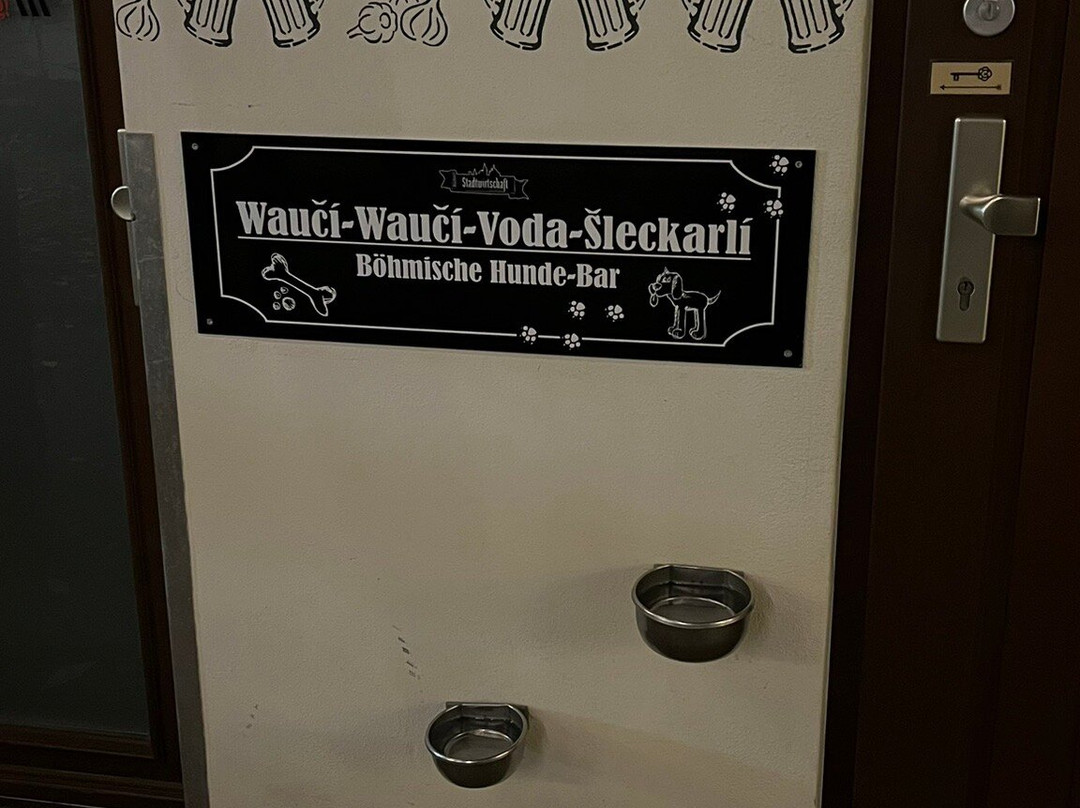 Stadtwirtschaft
Waučí-Waučí-Voda-Šleckarlí
Böhmische Hunde-Bar